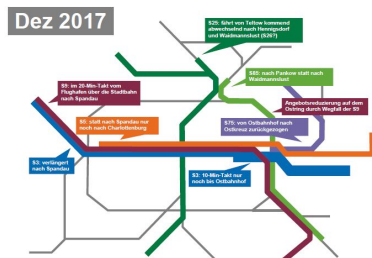 Dez 2017
S25: fährt von Teltow kommend
abwechselnd nach Hennigsdorf
und Waidmannslust (S26?)
S85: nach Pankow statt nach
Waidmannslust
S9: im 20-Min-Takt vom
Flughafen über die Stadtbahn
nach Spandau
Angebotsreduzierung auf dem
Ostring durch Wegfall der S9
S5: statt nach Spandau nur
noch nach Charlottenburg
S75: von Ostbahnhof nach
Ostkreuz zurückgezogen
S3: verlängert
nach Spandau
S3: 10-Min-Takt nur
noch bis Ostbahnhof